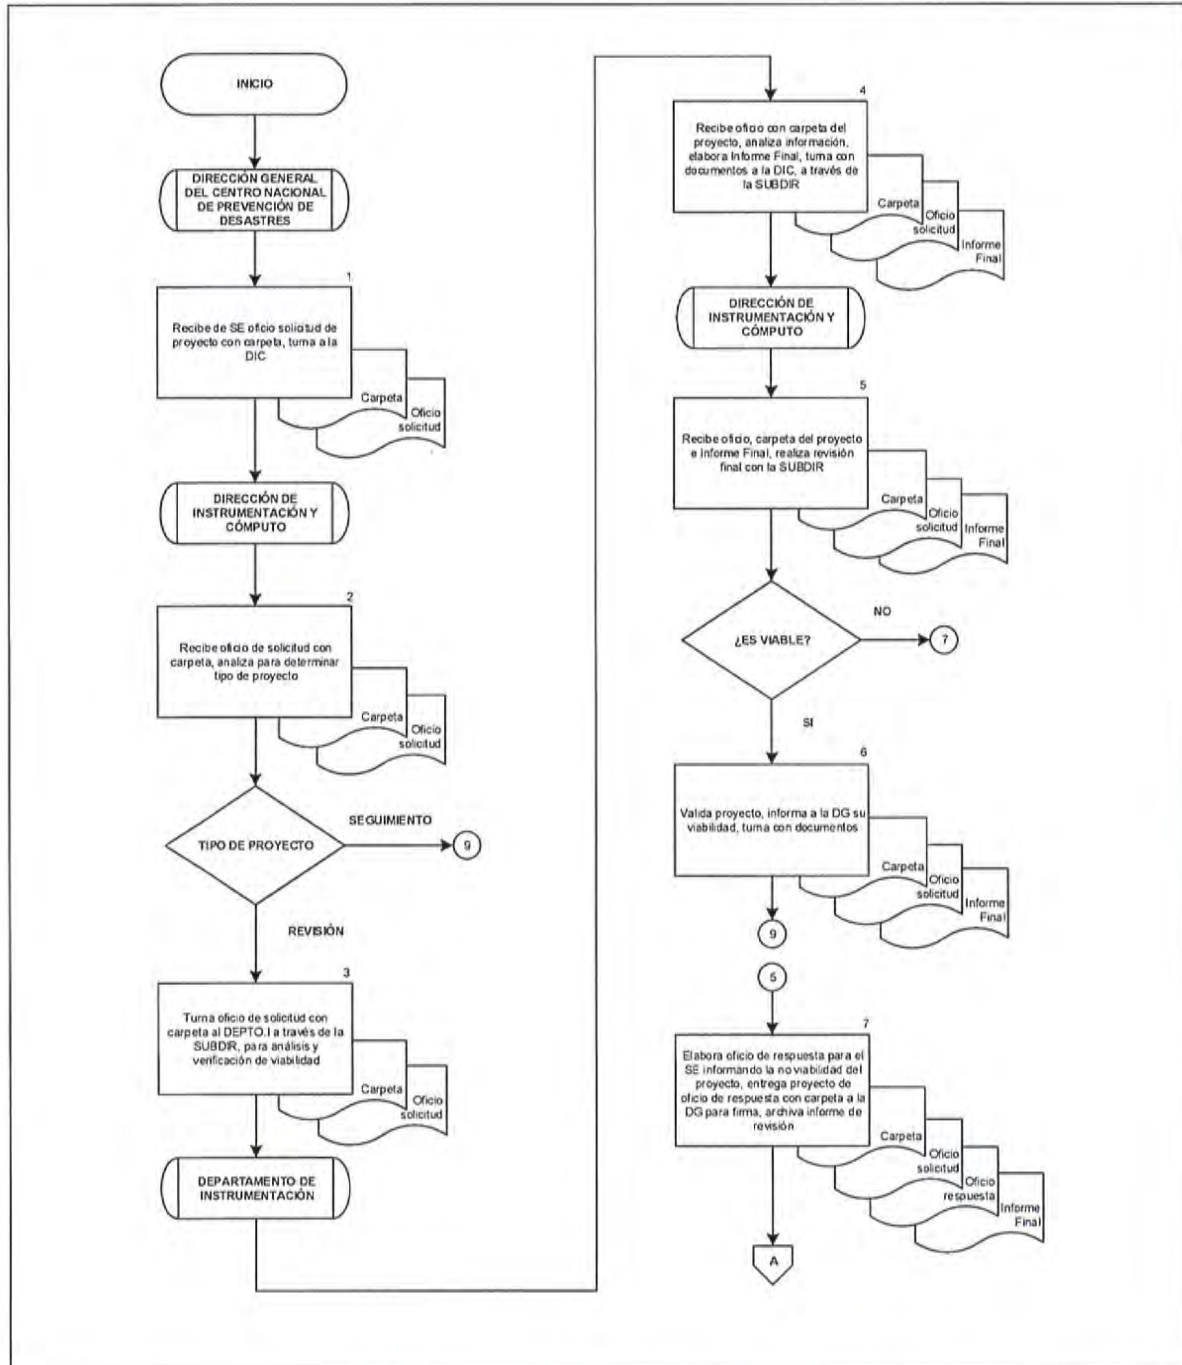 INICIO
DIRECCIÓN GENERAL
DEL CENTRO NACIONAL
DE PREVENCIÓN DE
DESASTRES
1
Recibe de SE oficio solicitud de
proyecto con carpeta, turna a la
DIC
Carpeta
Oficio
solicitud
DIRECCIÓN DE
INSTRUMENTACIÓN Y
CÓMPUTO
2
Recibe oficio de solicitud con
carpeta, analiza para determinar
tipo de proyecto
Carpeta
Oficio
solicitud
TIPO DE PROYECTO
SEGUIMIENTO
9
REVISIÓN
3
Turna oficio de solicitud con
carpeta al DEPTO.I a través de la
SUBDIR, para análisis y
verificación de viabilidad
Carpeta
Oficio
solicitud
DEPARTAMENTO DE
INSTRUMENTACIÓN
4
Recibe oficio con carpeta del
proyecto, analiza información,
elabora Informe Final, turna con
documentos a la DIC, a través de
la SUBDIR
Carpeta
Oficio
solicitud
Informe
Final
DIRECCIÓN DE
INSTRUMENTACIÓN Y
CÓMPUTO
5
Recibe oficio, carpeta del proyecto
e Informe Final, realiza revisión
final con la SUBDIR
Carpeta
Oficio
solicitud
Informe
Final
¿ES VIABLE?
NO
7
SI
6
Valida proyecto, informa a la DG su
viabilidad, turna con documentos
Carpeta
Oficio
solicitud
Informe
Final
9
5
7
Elabora oficio de respuesta para el
SE informando la no viabilidad del
proyecto, entrega proyecto de
oficio de respuesta con carpeta a la
DG para firma, archiva informe de
revisión
Carpeta
Oficio
solicitud
Oficio
respuesta
Informe
Final
A